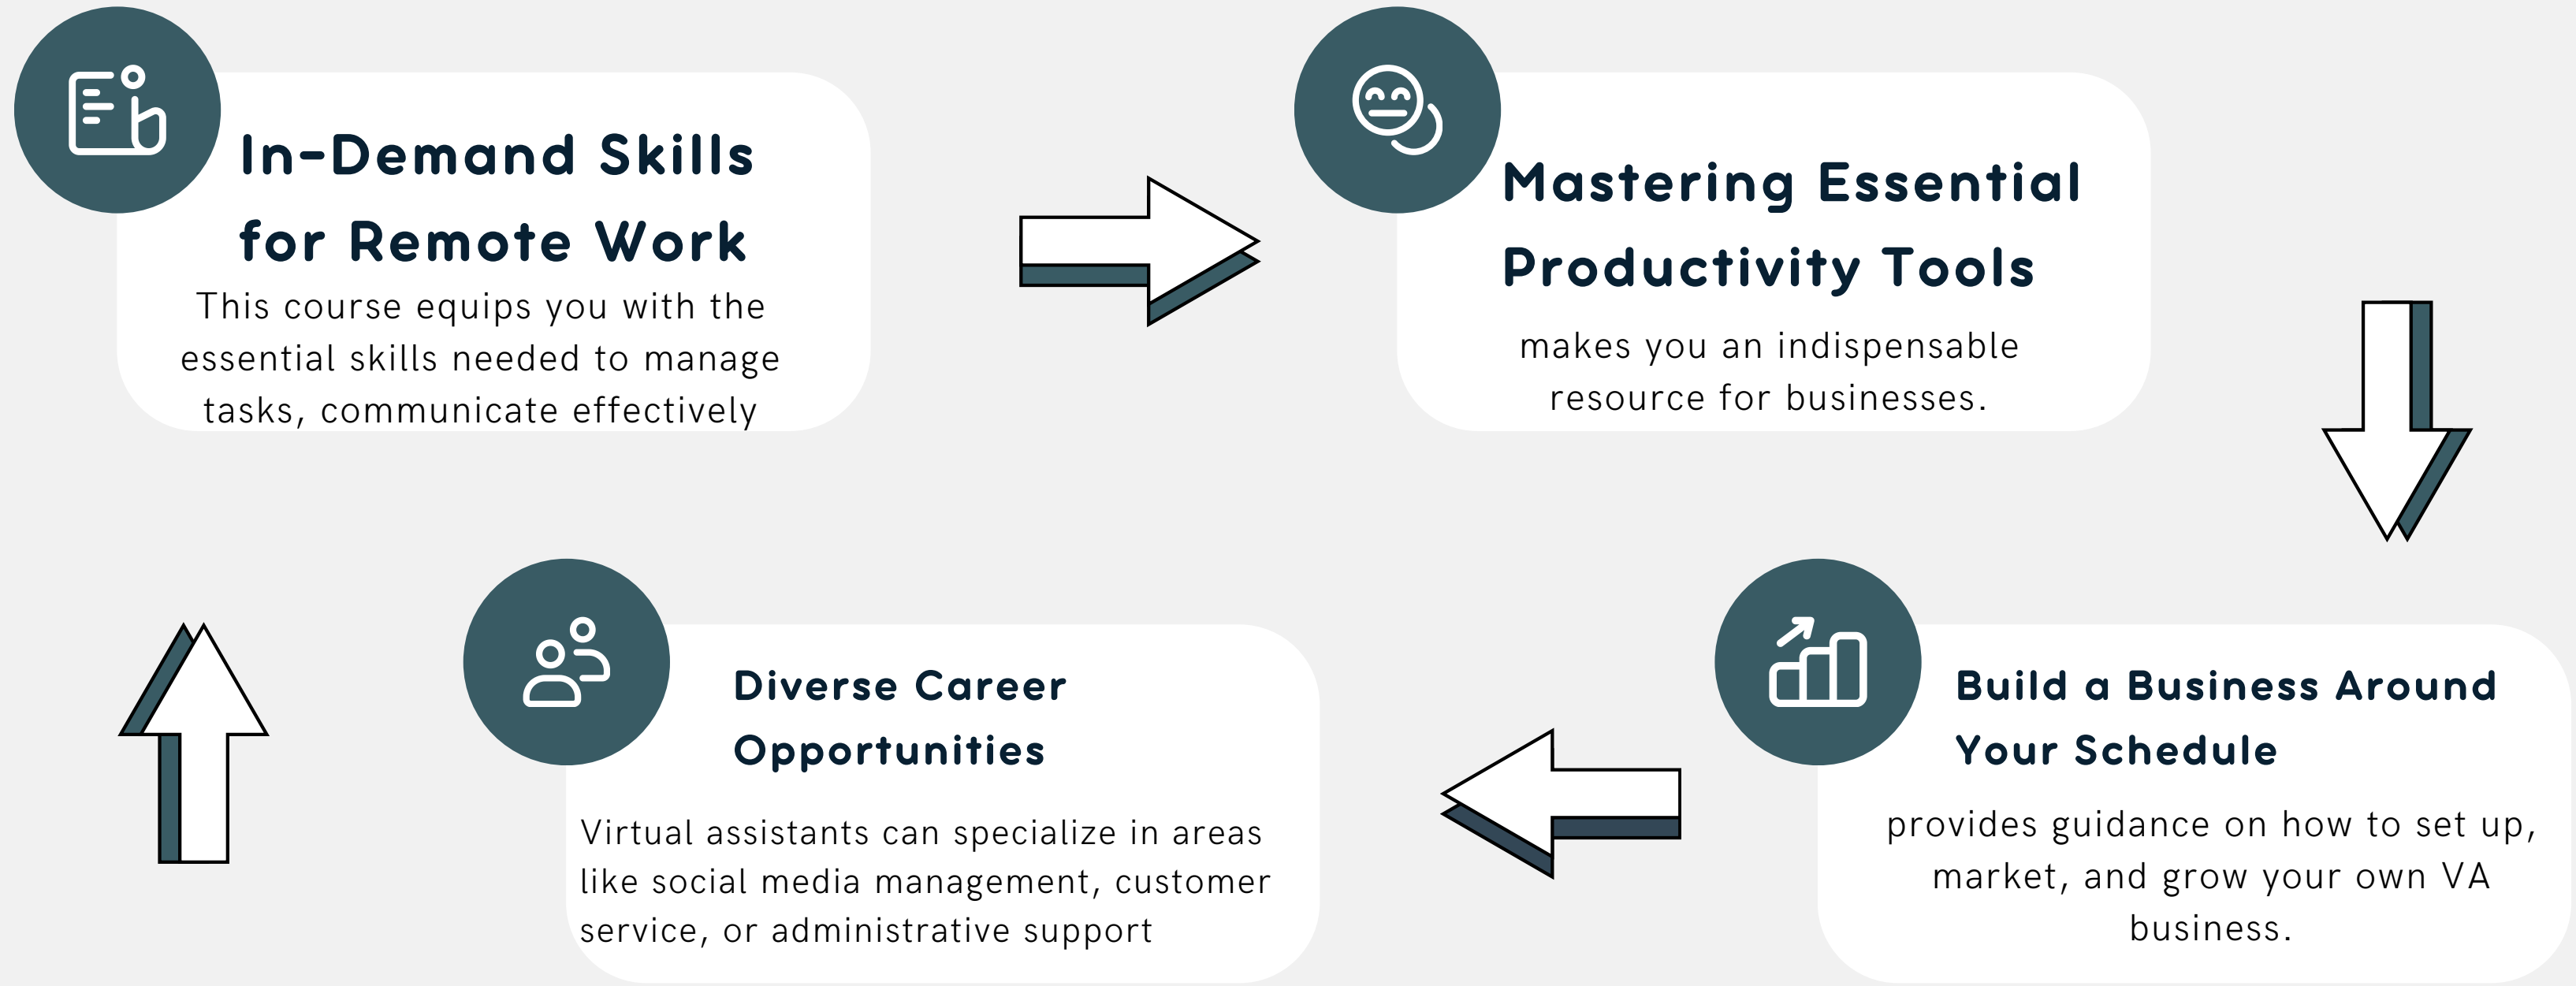 In-Demand Skills
for Remote Work
This course equips you with the
essential skills needed to manage
tasks, communicate effectively
Mastering Essential
Productivity Tools
makes you an indispensable
resource for businesses.
Build a Business Around
Your Schedule
provides guidance on how to set up,
market, and grow your own VA
business.
Diverse Career
Opportunities
Virtual assistants can specialize in areas
like social media management, customer
service, or administrative support